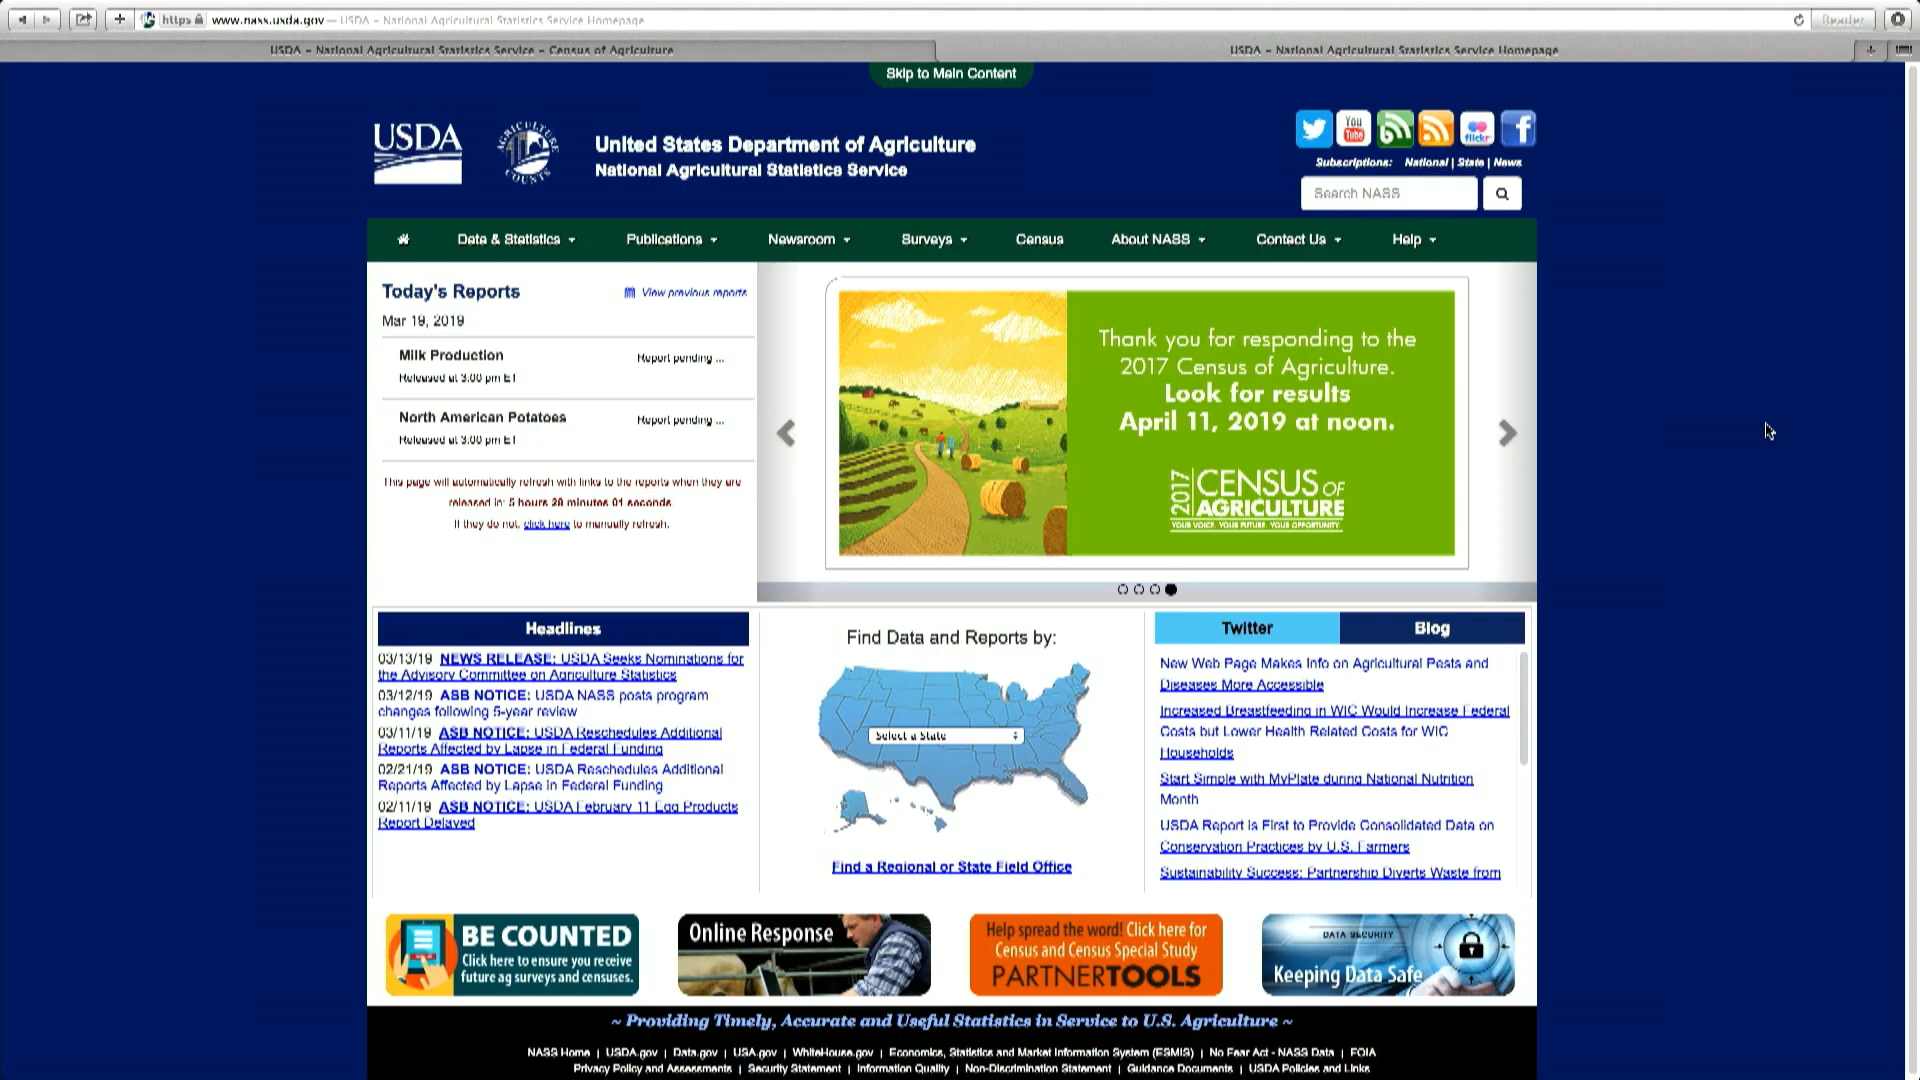 https www.nass.usda.gov — USDA – National Agricultural Statistics Service Homepage
Reader
USDA – National Agricultural Statistics Service – Census of Agriculture
USDA – National Agricultural Statistics Service Homepage
Skip to Main Content
USDA
AGRICULTURE COUNTS
United States Department of Agriculture
National Agricultural Statistics Service
You Tube
flickr
Subscriptions: National | State | News
Search NASS
Data & Statistics
Publications
Newsroom
Surveys
Census
About NASS
Contact Us
Help
Today's Reports
View previous reports
Mar 19, 2019
Milk Production
Report pending ...
Released at 3:00 pm ET
North American Potatoes
Report pending ...
Released at 3:00 pm ET
This page will automatically refresh with links to the reports when they are
released in: 5 hours 28 minutes 01 seconds.
If they do not, click here to manually refresh.
Thank you for responding to the
2017 Census of Agriculture.
Look for results
April 11, 2019 at noon.
2017 CENSUS OF
AGRICULTURE
YOUR VOICE. YOUR FUTURE. YOUR OPPORTUNITY.
Headlines
03/13/19 NEWS RELEASE: USDA Seeks Nominations for
the Advisory Committee on Agriculture Statistics
03/12/19 ASB NOTICE: USDA NASS posts program
changes following 5-year review
03/11/19 ASB NOTICE: USDA Reschedules Additional
Reports Affected by Lapse in Federal Funding
02/21/19 ASB NOTICE: USDA Reschedules Additional
Reports Affected by Lapse in Federal Funding
02/11/19 ASB NOTICE: USDA February 11 Egg Products
Report Delayed
Find Data and Reports by:
Select a State
Find a Regional or State Field Office
Twitter
Blog
New Web Page Makes Info on Agricultural Pests and
Diseases More Accessible
Increased Breastfeeding in WIC Would Increase Federal
Costs but Lower Health Related Costs for WIC
Households
Start Simple with MyPlate during National Nutrition
Month
USDA Report is First to Provide Consolidated Data on
Conservation Practices by U.S. Farmers
Sustainability Success: Partnership Diverts Waste from
BE COUNTED
Click here to ensure you receive
future ag surveys and censuses.
Online Response
Help spread the word! Click here for
Census and Census Special Study
PARTNERTOOLS
DATA SECURITY
Keeping Data Safe
~ Providing Timely, Accurate and Useful Statistics in Service to U.S. Agriculture ~
NASS Home | USDA.gov | Data.gov | USA.gov | WhiteHouse.gov | Economics, Statistics and Market Information System (ESMIS) | No Fear Act - NASS Data | FOIA
Privacy Policy and Assessments | Security Statement | Information Quality | Non-Discrimination Statement | Guidance Documents | USDA Policies and Links